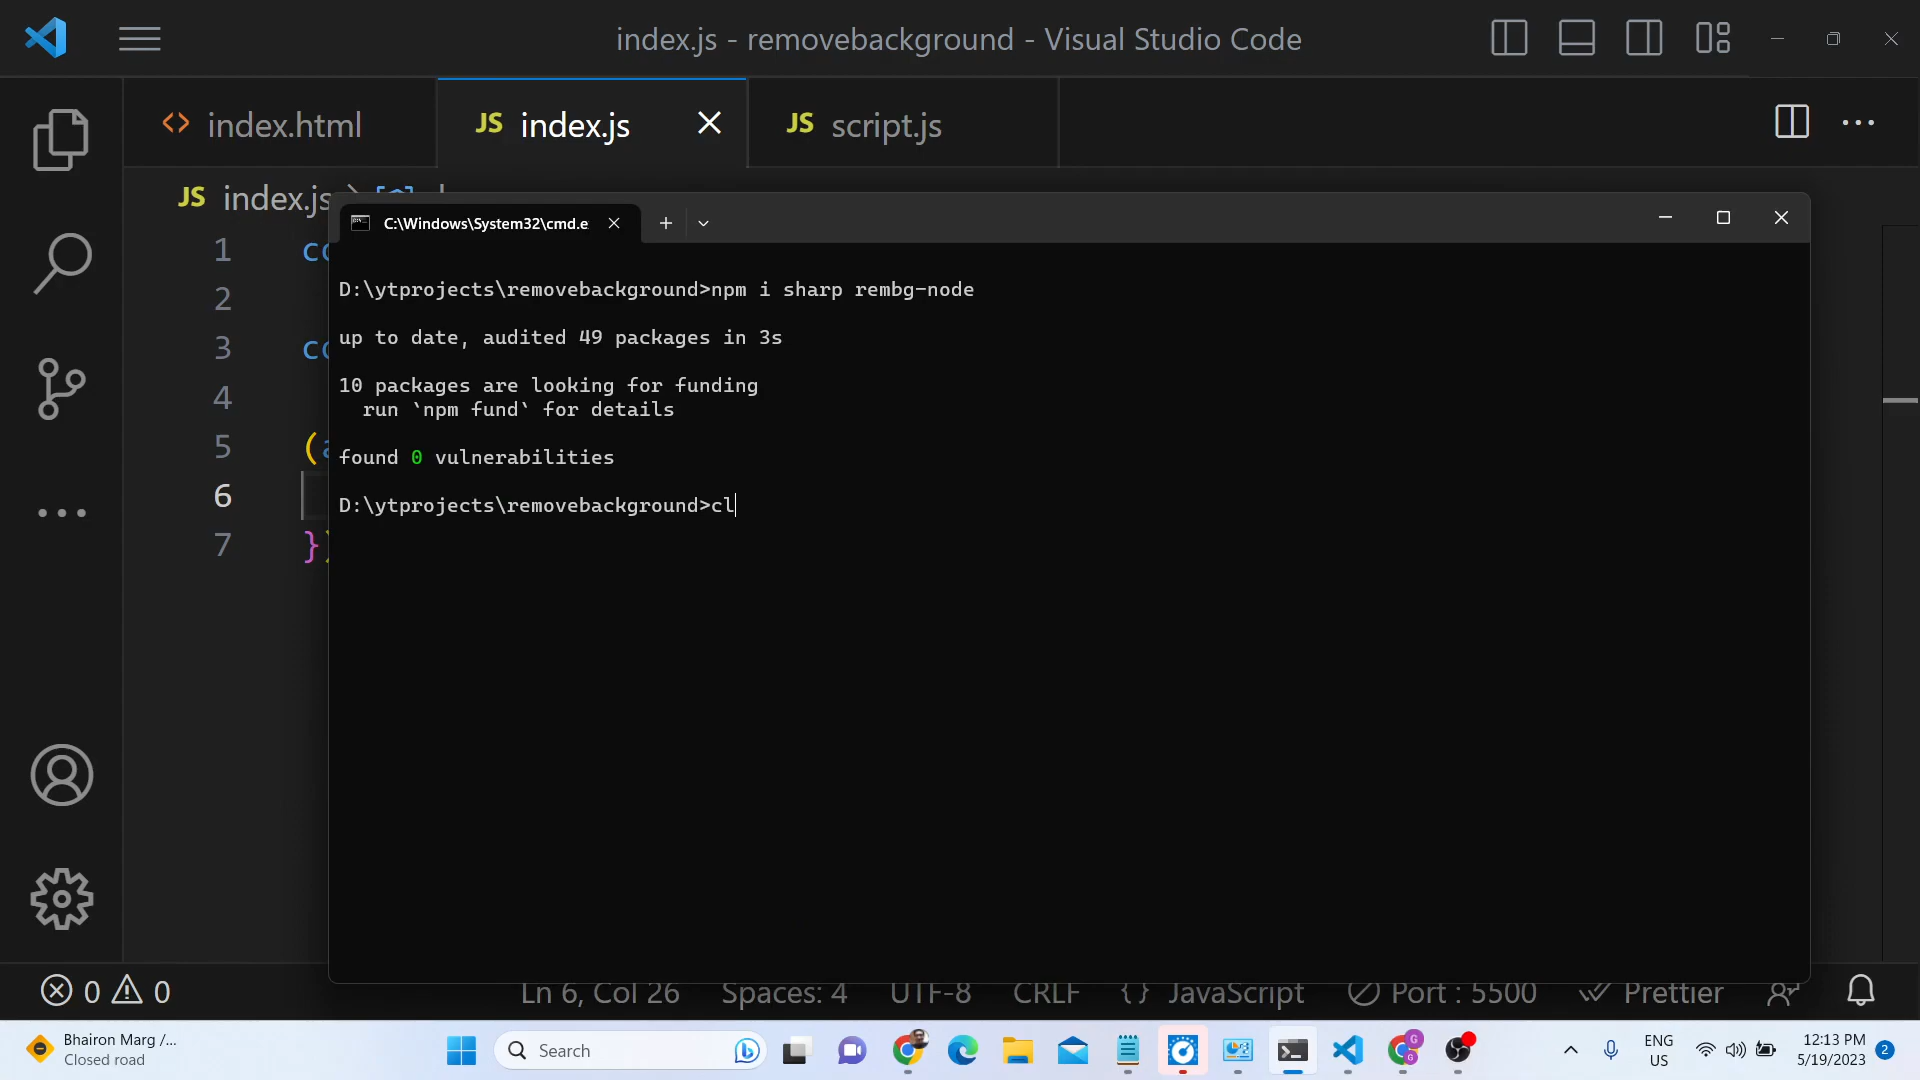 index.js - removebackground - Visual Studio Code
<> index.html
JS index.js
JS script.js
JS index.js
C:\Windows\System32\cmd.e
1
2
3
4
5 (a
6
7 })
D:\ytprojects\removebackground>npm i sharp rembg-node
up to date, audited 49 packages in 3s
10 packages are looking for funding
run `npm fund` for details
found 0 vulnerabilities
D:\ytprojects\removebackground>cl
0 0
Ln 6, Col 26 Spaces: 4 UTF-8 CRLF {} JavaScript Port : 5500 Prettier
Bhairon Marg /...
Closed road
Search
ENG
US
12:13 PM
5/19/2023
2